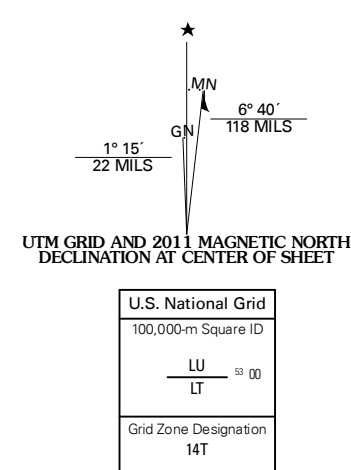 MN
6° 40´
118 MILS
GN
1° 15´
22 MILS
UTM GRID AND 2011 MAGNETIC NORTH
DECLINATION AT CENTER OF SHEET
U.S. National Grid
100,000-m Square ID
LU
53 00
LT
Grid Zone Designation
14T